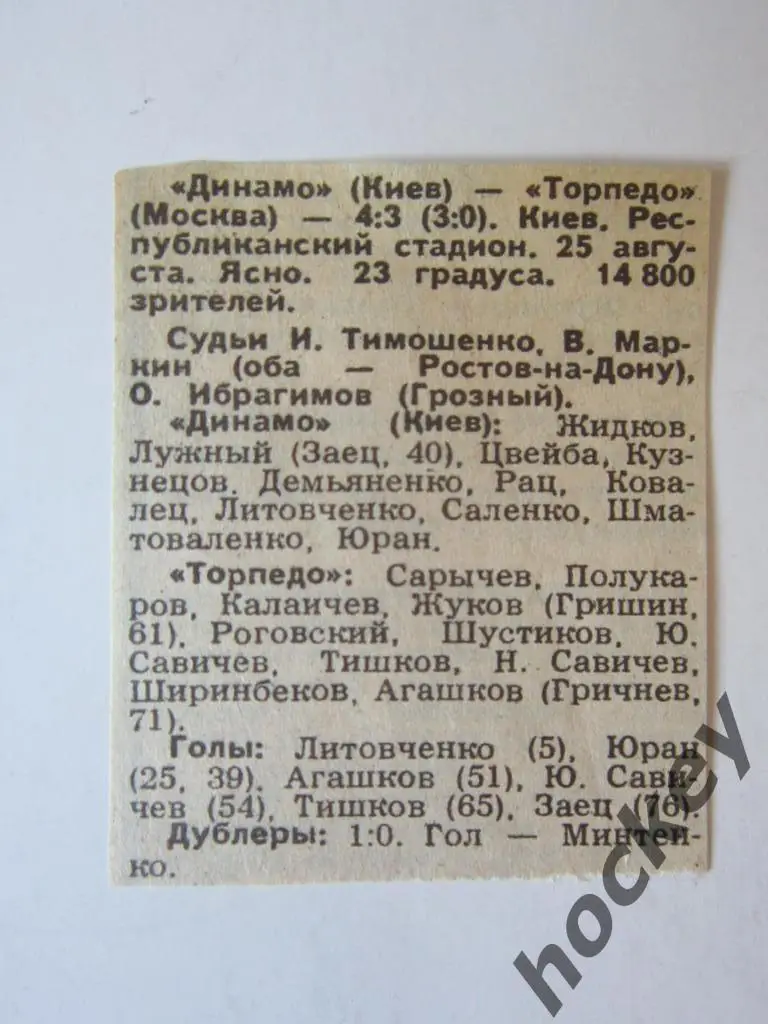 «Динамо» (Киев) — «Торпедо»
(Москва) — 4:3 (3:0). Киев. Рес-
публиканский стадион. 25 авгу-
ста. Ясно. 23 градуса. 14 800
зрителей.
Судьи И. Тимошенко, В. Мар-
кин (оба — Ростов-на-Дону),
О. Ибрагимов (Грозный).
«Динамо» (Киев): Жидков,
Лужный (Заец, 40), Цвейба, Куз-
нецов, Демьяненко, Рац, Кова-
лец, Литовченко, Саленко, Шма-
товаленко, Юран.
«Торпедо»: Сарычев, Полука-
ров, Калаичев, Жуков (Гришин,
61), Роговский, Шустиков, Ю.
Савичев, Тишков, Н. Савичев,
Ширинбеков, Агашков (Гричнев,
71).
Голы: Литовченко (5), Юран
(25, 39), Агашков (51), Ю. Сави-
чев (54), Тишков (65), Заец (76).
Дублеры: 1:0. Гол — Минтен-
ко.
hockey